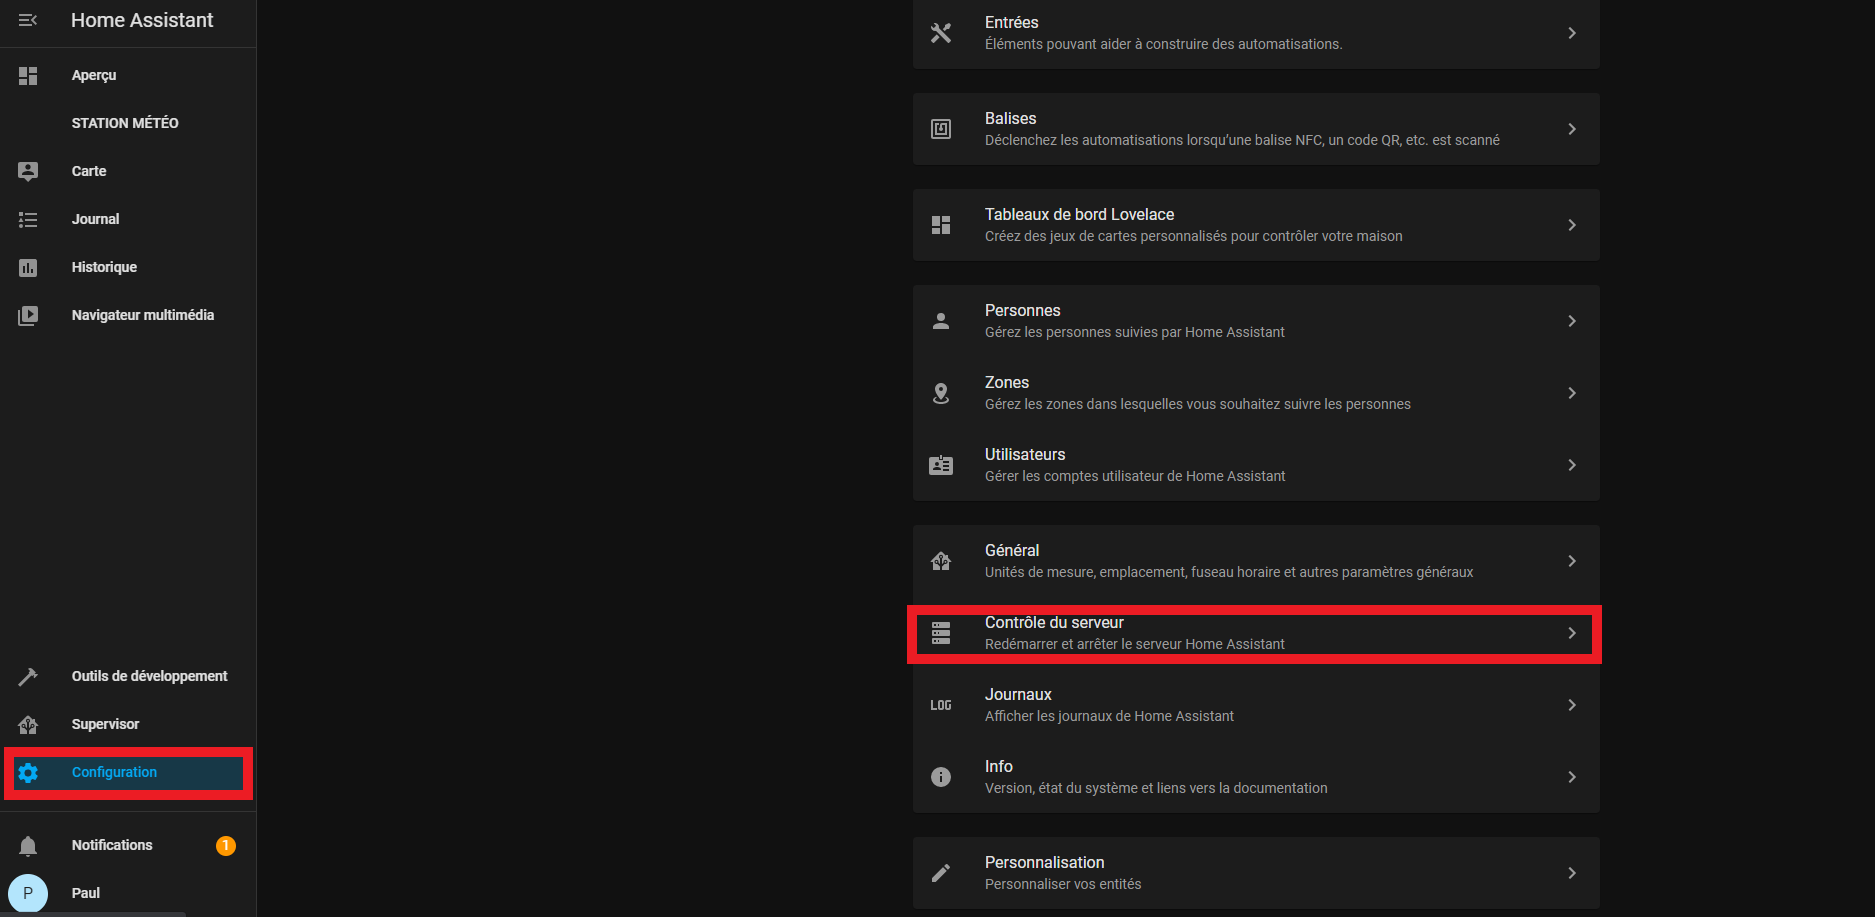 Home Assistant
Aperçu
STATION MÉTÉO
Carte
Journal
Historique
Navigateur multimédia
Outils de développement
Supervisor
Configuration
Notifications
1
P
Paul
Entrées
Éléments pouvant aider à construire des automatisations.
Balises
Déclenchez les automatisations lorsqu'une balise NFC, un code QR, etc. est scanné
Tableaux de bord Lovelace
Créez des jeux de cartes personnalisés pour contrôler votre maison
Personnes
Gérez les personnes suivies par Home Assistant
Zones
Gérez les zones dans lesquelles vous souhaitez suivre les personnes
Utilisateurs
Gérer les comptes utilisateur de Home Assistant
Général
Unités de mesure, emplacement, fuseau horaire et autres paramètres généraux
Contrôle du serveur
Redémarrer et arrêter le serveur Home Assistant
LOG
Journaux
Afficher les journaux de Home Assistant
Info
Version, état du système et liens vers la documentation
Personnalisation
Personnaliser vos entités